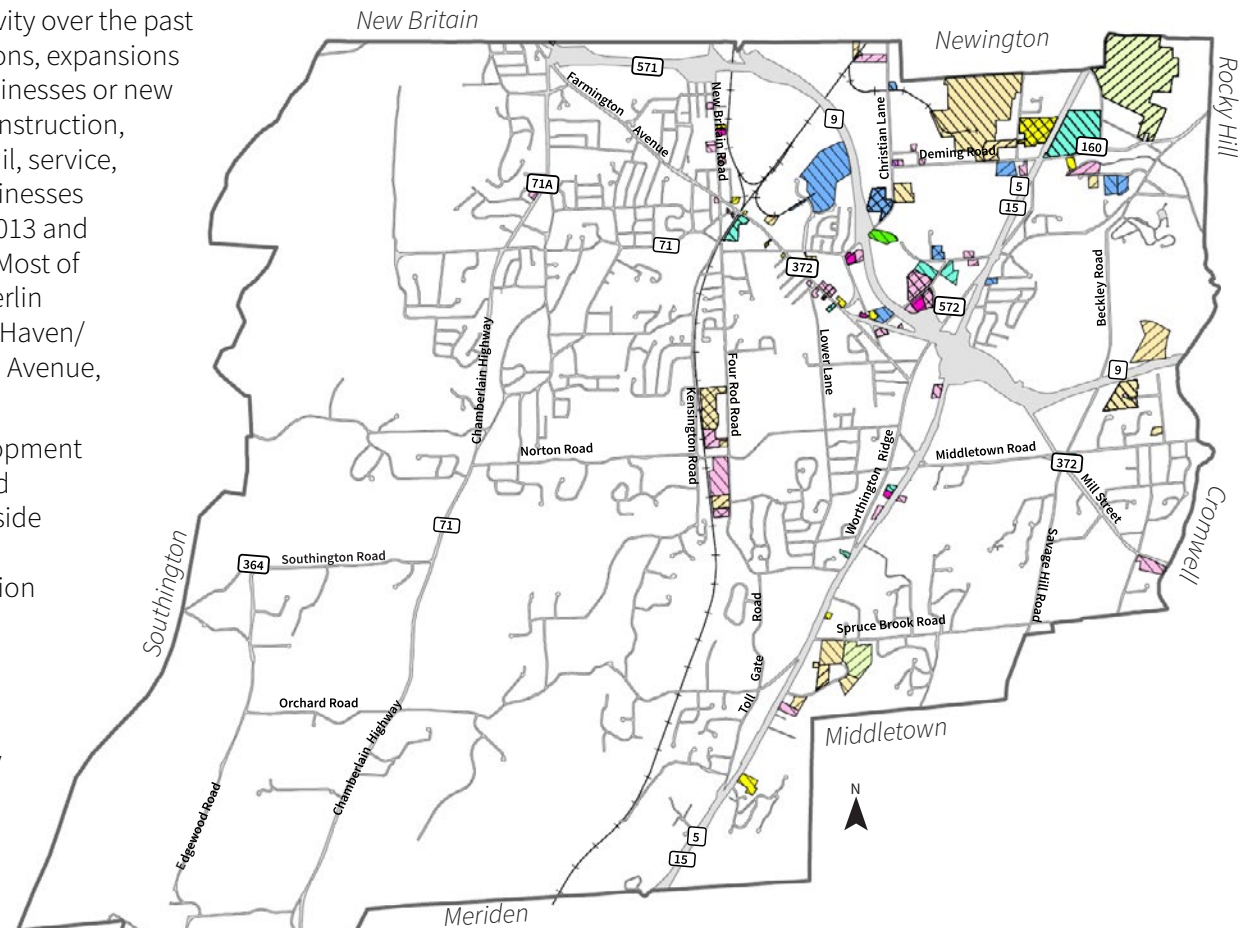 vity over the past
ons, expansions
inesses or new
nstruction,
il, service,
inesses
013 and
Most of
erlin
Haven/
Avenue,
opment
d
side
ion
New Britain
Newington
Rocky Hill
571
Farmington Avenue
New Britain Road
9
Christian Lane
Deming Road
160
5
15
71A
71
372
572
Beckley Road
9
Chamberlain Highway
Lower Lane
Four Rod Road
Kensington Road
Norton Road
Worthington Ridge
Middletown Road
372
Mill Street
Cromwell
71
Southington
364
Southington Road
Savage Hill Road
Spruce Brook Road
Toll Gate Road
Orchard Road
Chamberlain Highway
Middletown
Edgewood Road
N
5
15
Meriden